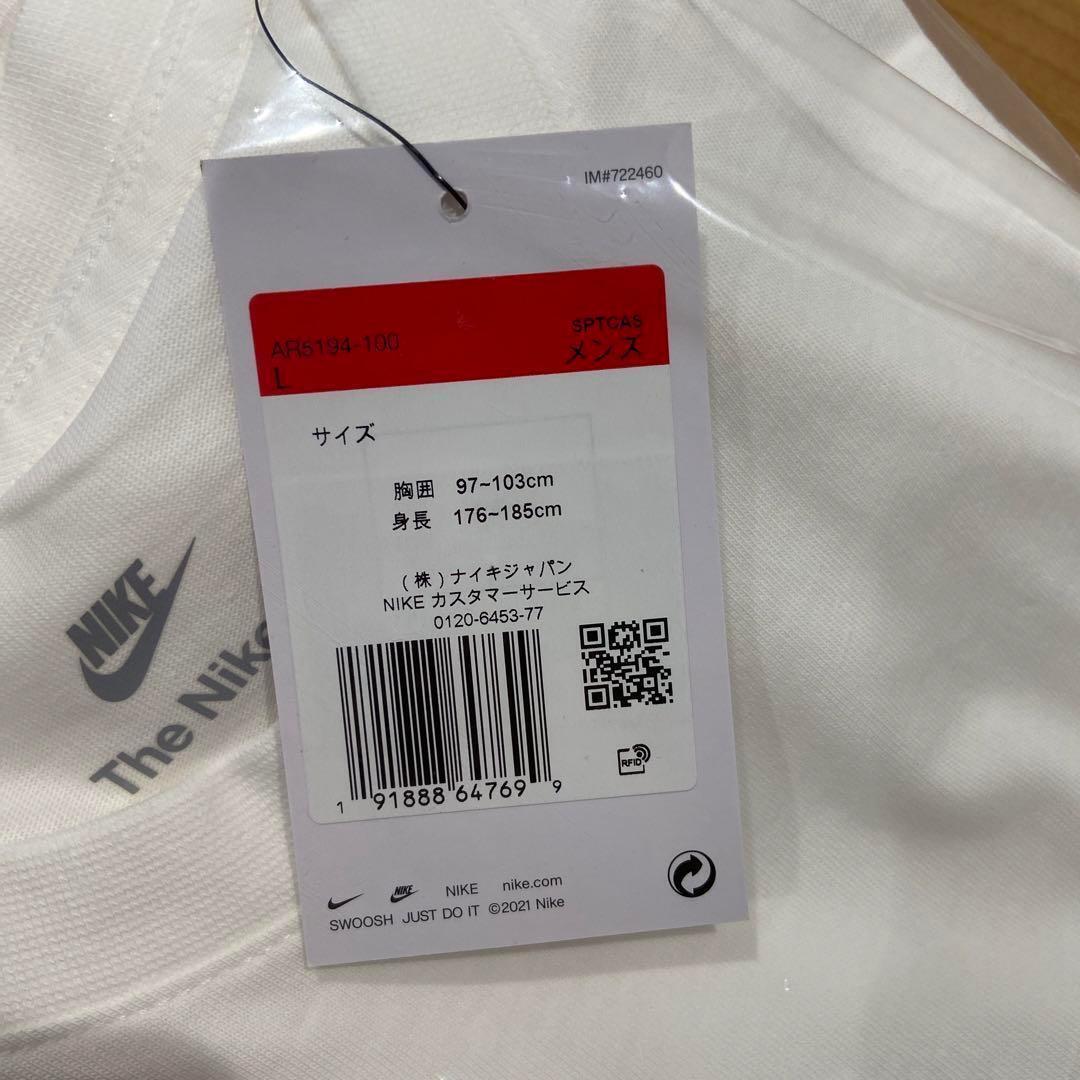 IM#722460
AR5194-100
SPTCAS
L
メンズ
サイズ
胸囲 97~103cm
身長 176~185cm
(株)ナイキジャパン
NIKE カスタマーサービス
0120-6453-77
1 91888 64769 9
RFID
NIKE NIKE nike.com
SWOOSH JUST DO IT ©2021 Nike
NIKE
The Nike